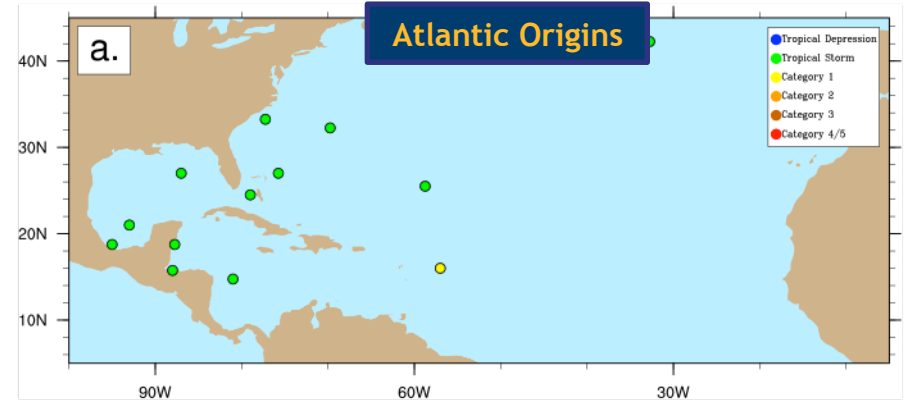 Atlantic Origins
a.
Tropical Depression
Tropical Storm
Category 1
Category 2
Category 3
Category 4/5
40N
30N
20N
10N
90W
60W
30W